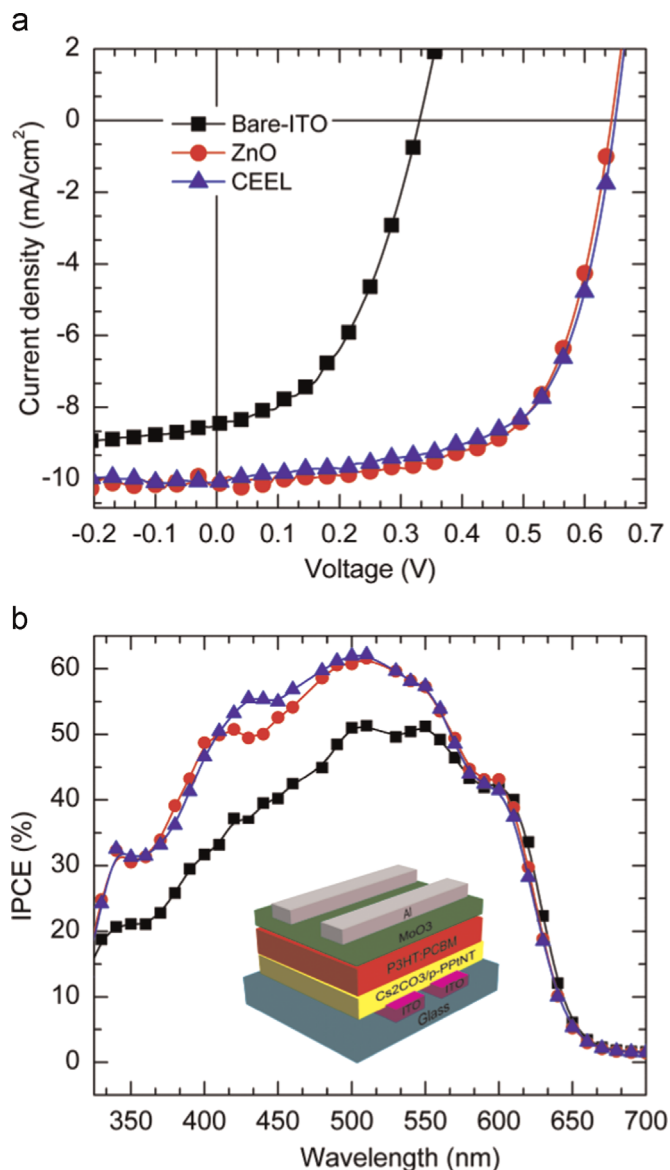 a
2
0
-2
-4
-6
-8
-10
Current density (mA/cm²)
Bare-ITO
ZnO
CEEL
-0.2 -0.1 0.0 0.1 0.2 0.3 0.4 0.5 0.6 0.7
Voltage (V)
b
60
50
40
30
20
10
0
IPCE (%)
Al
MoO3
P3HT:PCBM
Cs2CO3/p-PPtNT
ITO
ITO
Glass
350 400 450 500 550 600 650 700
Wavelength (nm)